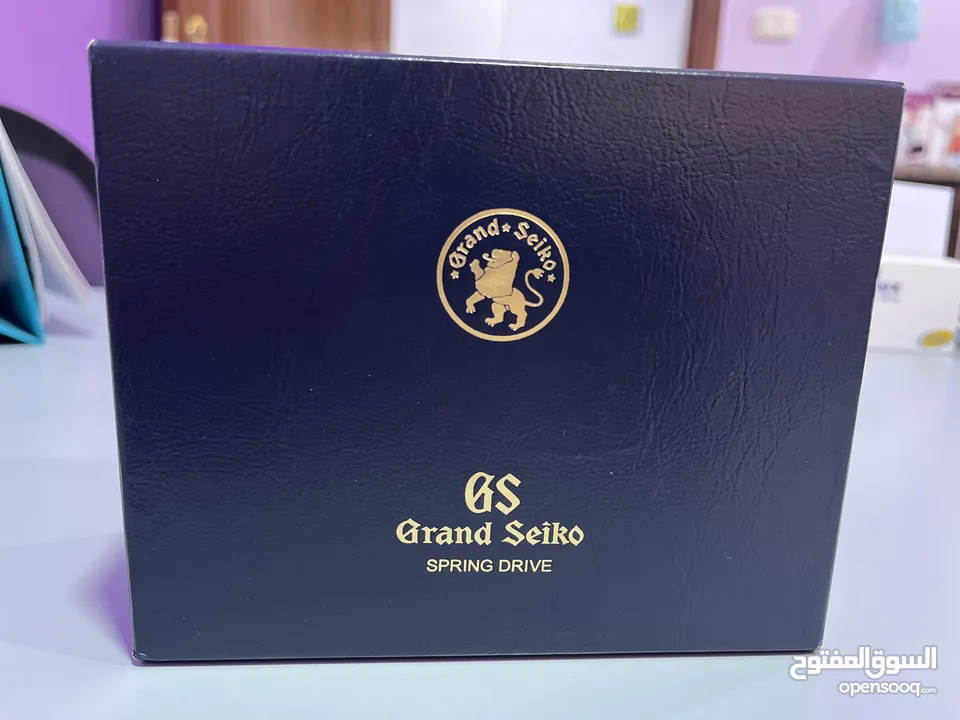 Grand Seiko
GS
Grand Seiko
SPRING DRIVE
السوق المفتوح
opensooq.com